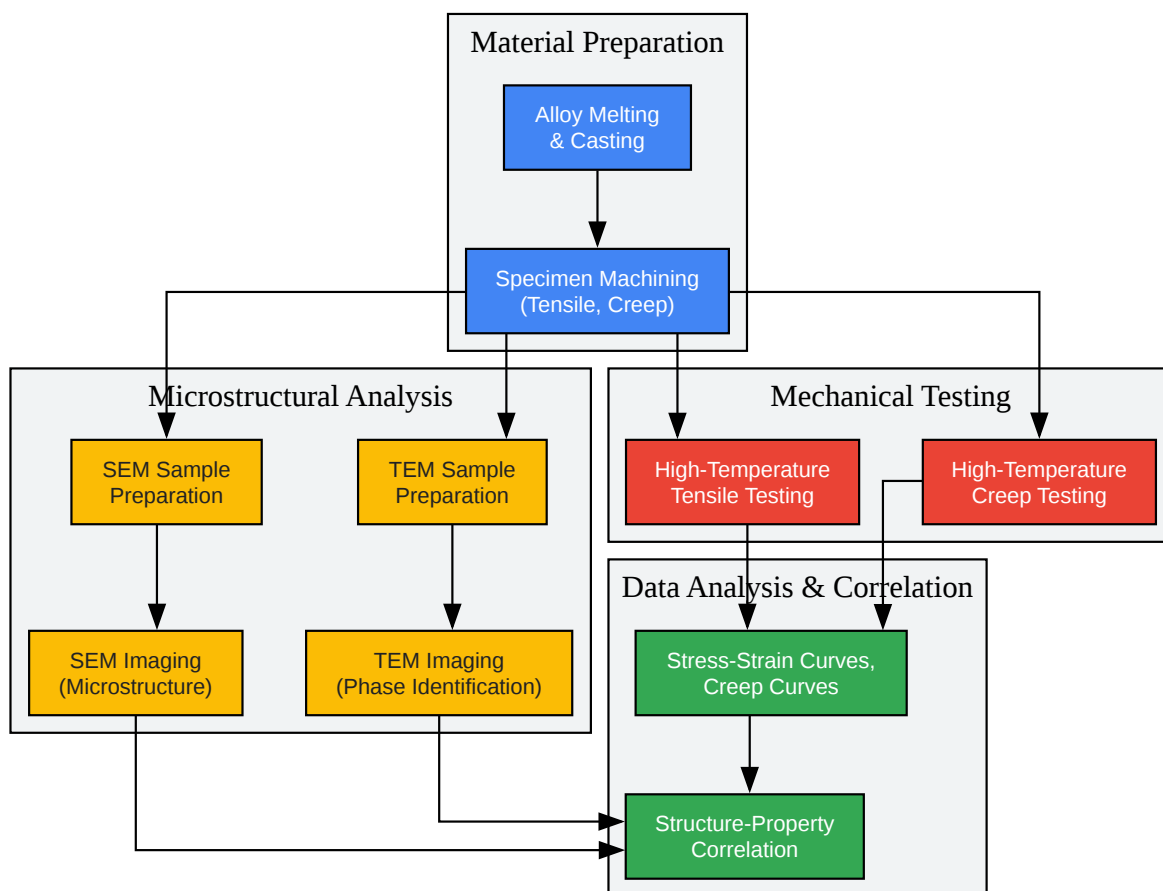 Material Preparation
Alloy Melting
& Casting
Specimen Machining
(Tensile, Creep)
Microstructural Analysis
SEM Sample
Preparation
TEM Sample
Preparation
SEM Imaging
(Microstructure)
TEM Imaging
(Phase Identification)
Mechanical Testing
High-Temperature
Tensile Testing
High-Temperature
Creep Testing
Data Analysis & Correlation
Stress-Strain Curves,
Creep Curves
Structure-Property
Correlation